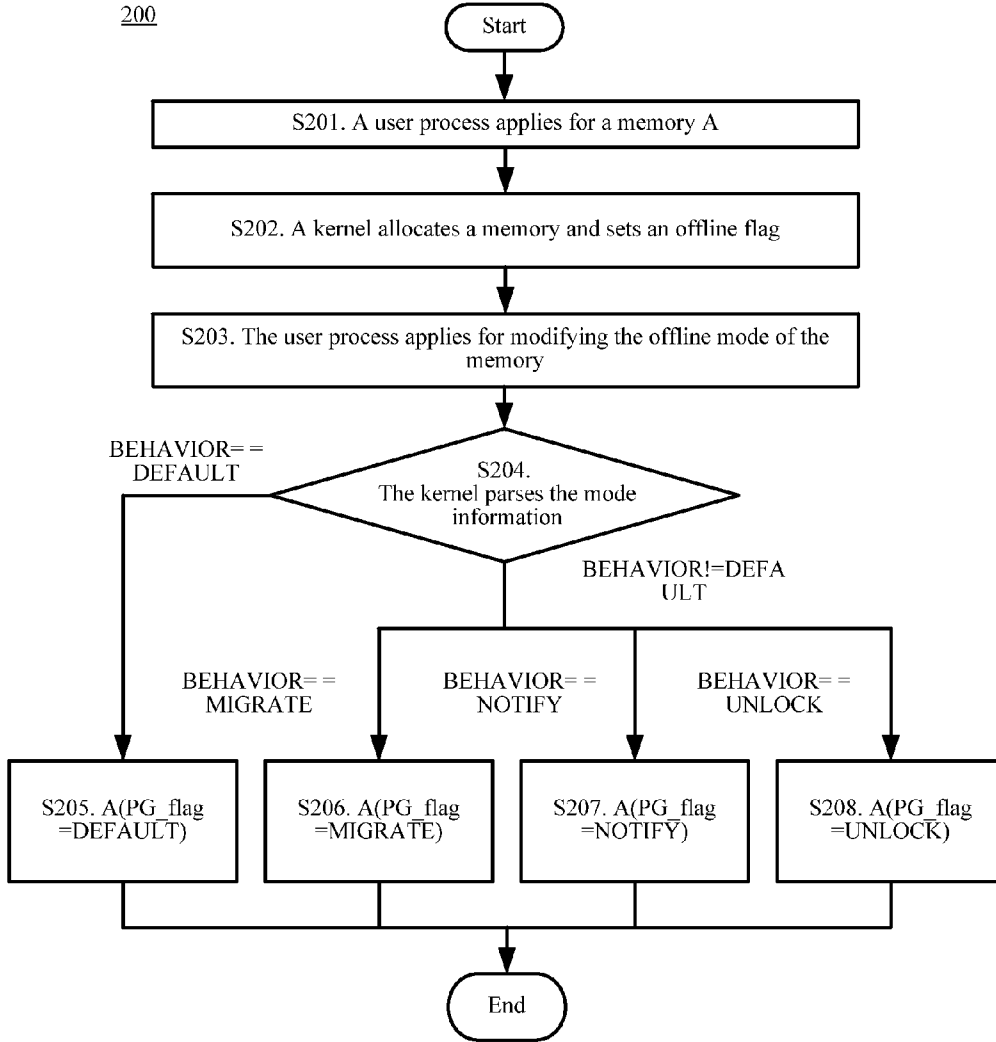 200
Start
S201. A user process applies for a memory A
S202. A kernel allocates a memory and sets an offline flag
S203. The user process applies for modifying the offline mode of the
memory
BEHAVIOR= =
DEFAULT
S204.
The kernel parses the mode
information
BEHAVIOR!=DEFA
ULT
BEHAVIOR= =
MIGRATE
BEHAVIOR= =
NOTIFY
BEHAVIOR= =
UNLOCK
S205. A(PG_flag
=DEFAULT)
S206. A(PG_flag
=MIGRATE)
S207. A(PG_flag
=NOTIFY)
S208. A(PG_flag
=UNLOCK)
End